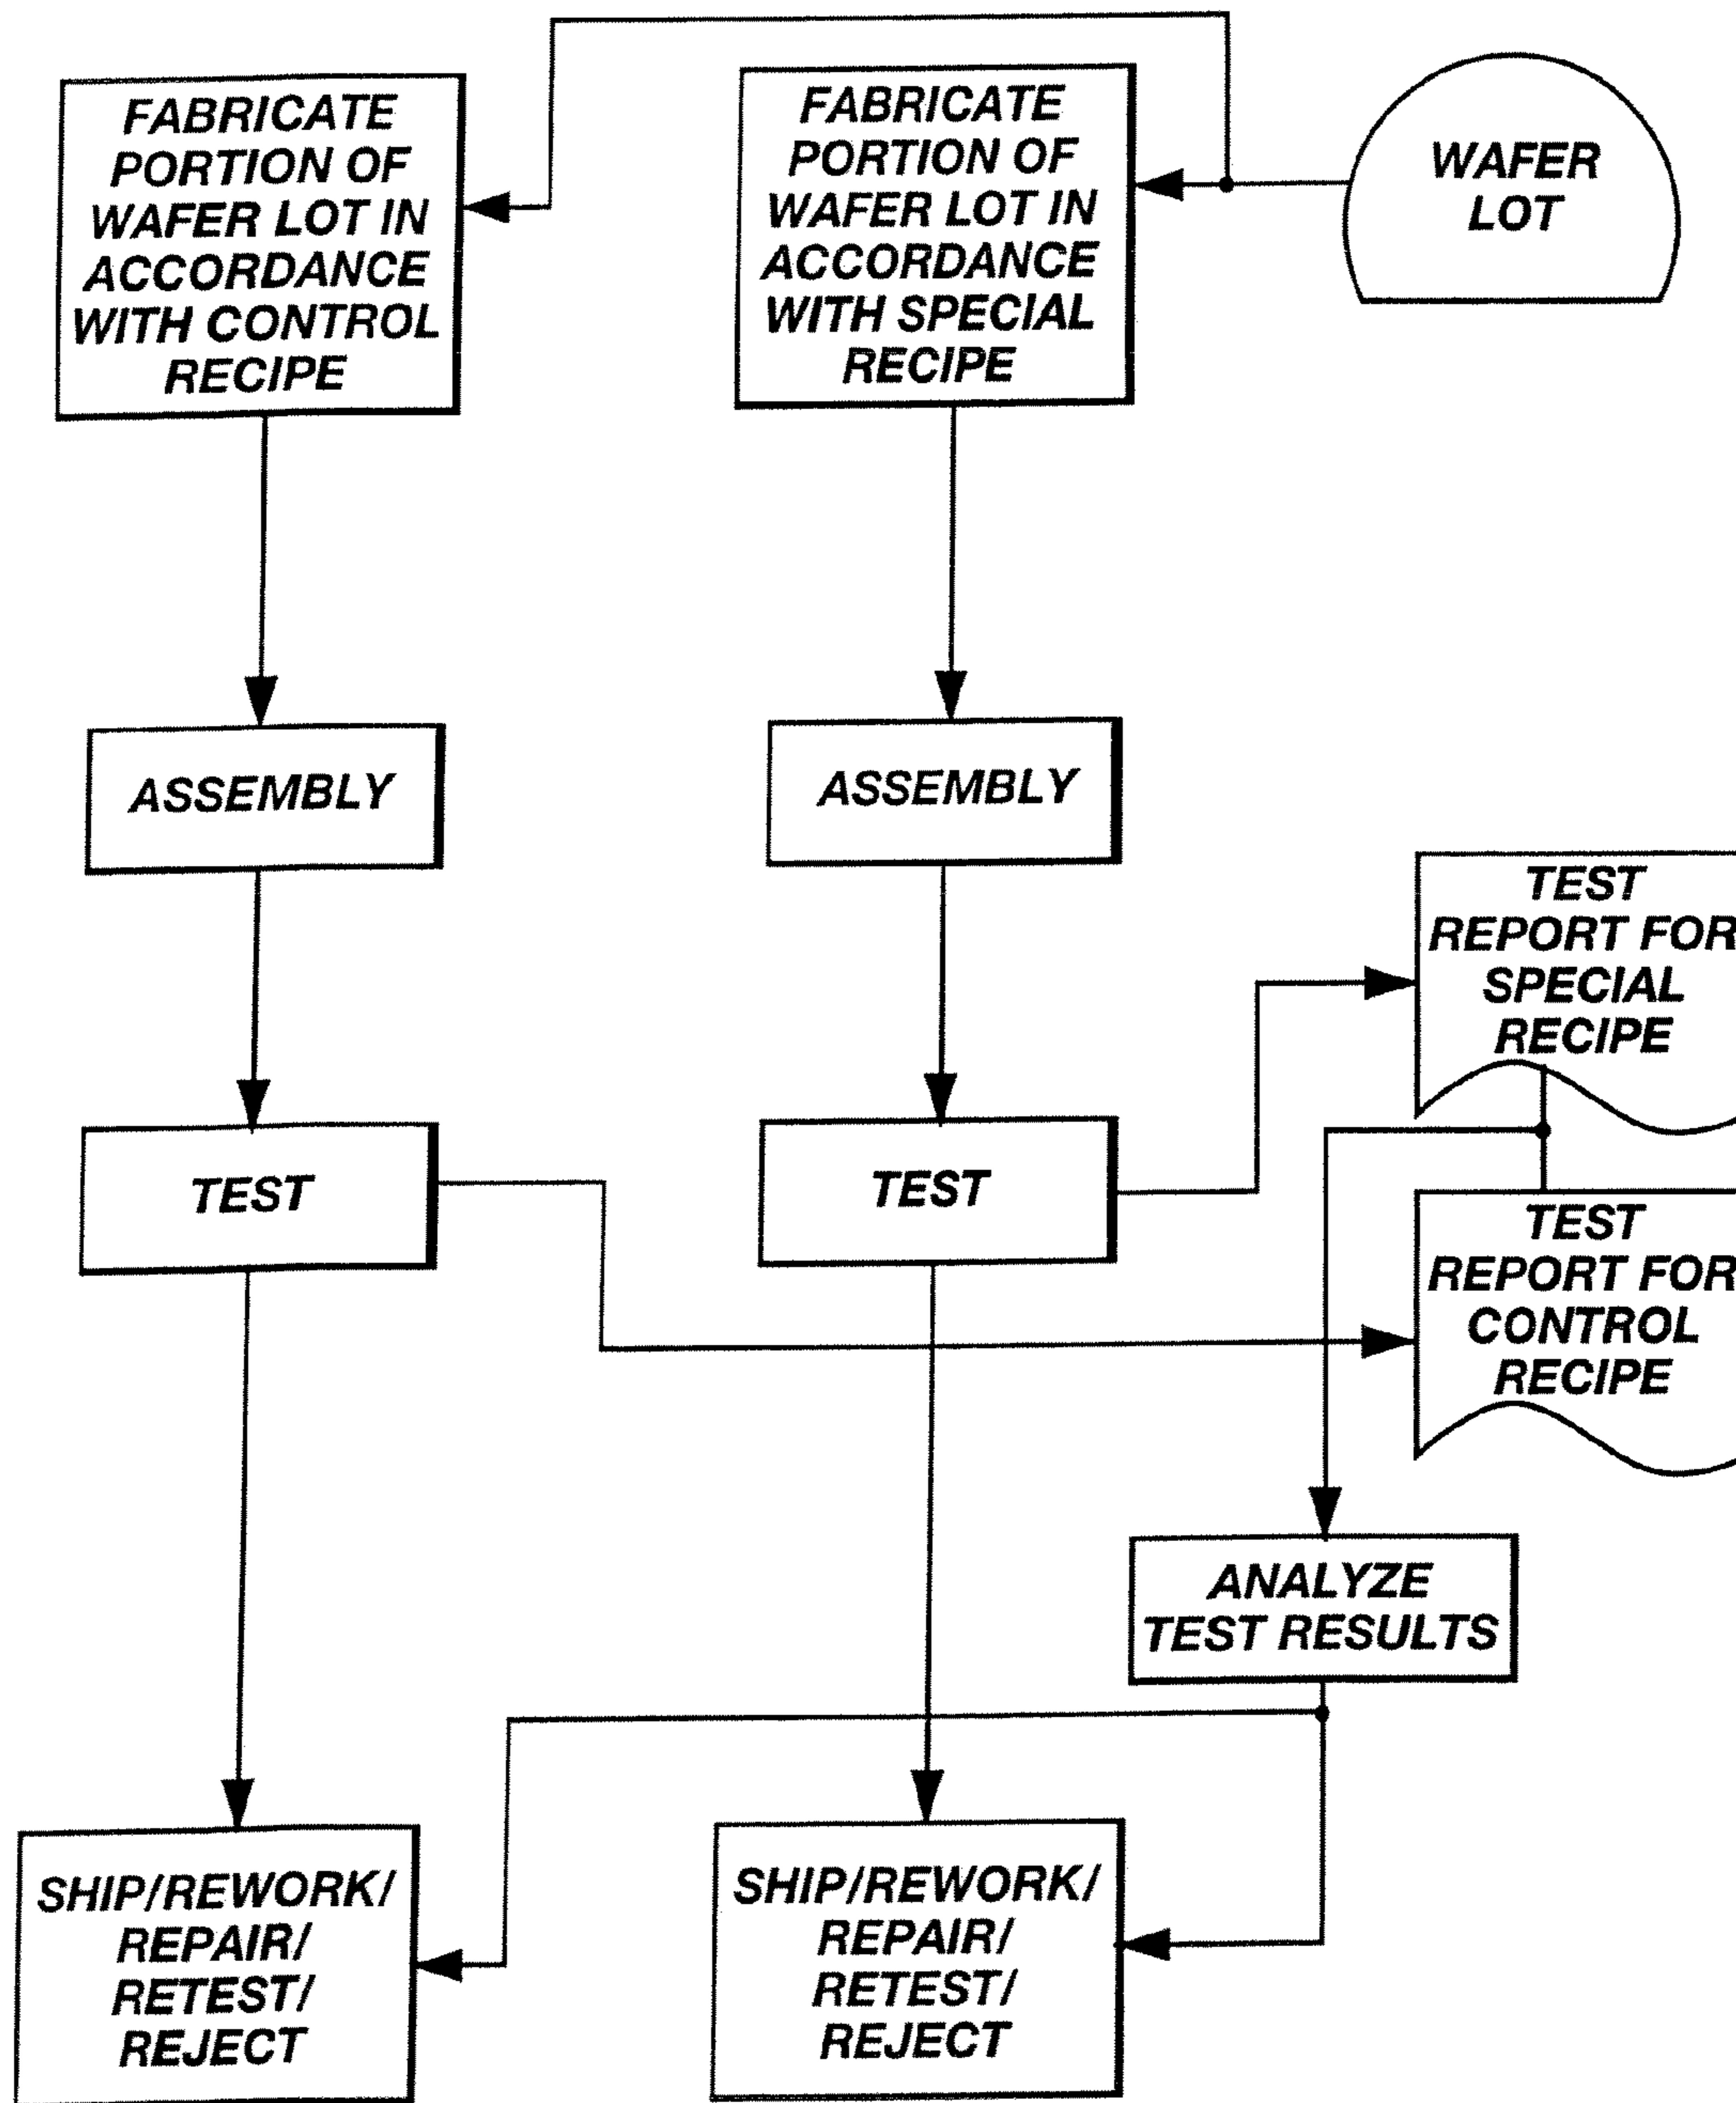 FABRICATE
PORTION OF
WAFER LOT IN
ACCORDANCE
WITH CONTROL
RECIPE
FABRICATE
PORTION OF
WAFER LOT IN
ACCORDANCE
WITH SPECIAL
RECIPE
WAFER
LOT
ASSEMBLY
ASSEMBLY
TEST
REPORT FOR
SPECIAL
RECIPE
TEST
TEST
TEST
REPORT FOR
CONTROL
RECIPE
ANALYZE
TEST RESULTS
SHIP/REWORK/
REPAIR/
RETEST/
REJECT
SHIP/REWORK/
REPAIR/
RETEST/
REJECT